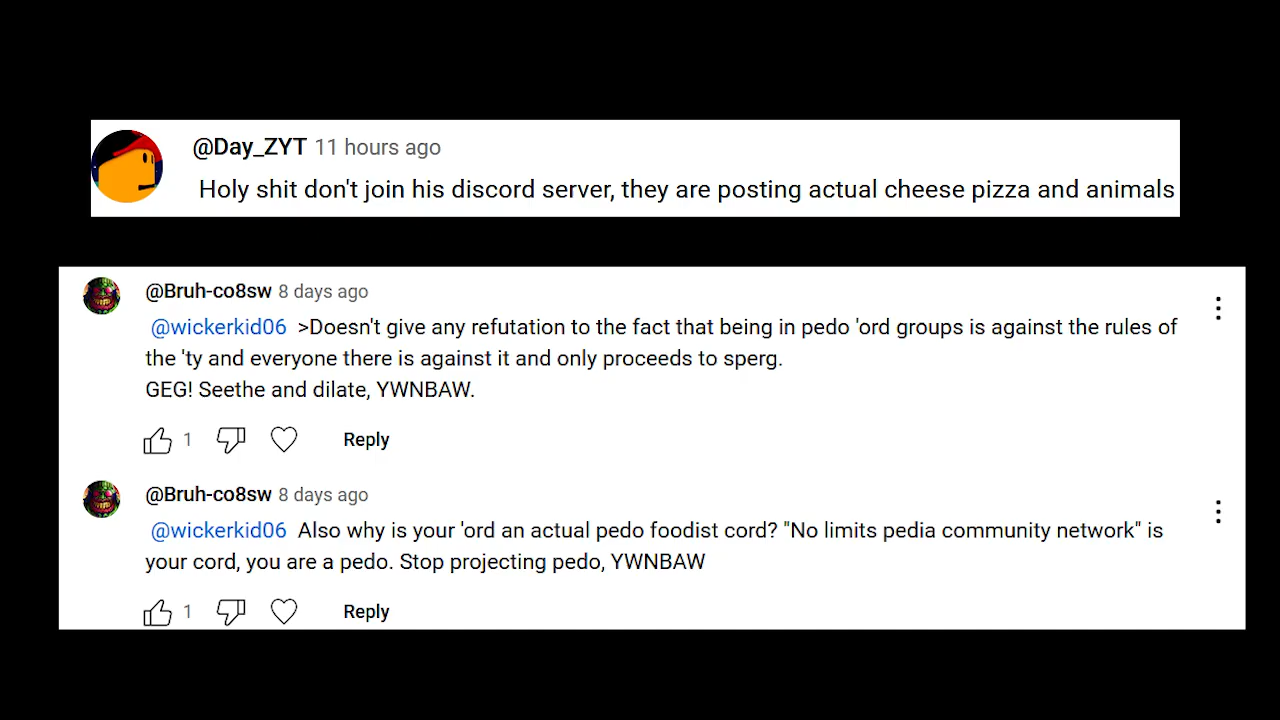 @Day_ZYT 11 hours ago
Holy shit don't join his discord server, they are posting actual cheese pizza and animals
@Bruh-co8sw 8 days ago
@wickerkid06 >Doesn't give any refutation to the fact that being in pedo 'ord groups is against the rules of
the 'ty and everyone there is against it and only proceeds to sperg.
GEG! Seethe and dilate, YWNBAW.
1 Reply
@Bruh-co8sw 8 days ago
@wickerkid06 Also why is your 'ord an actual pedo foodist cord? "No limits pedia community network" is
your cord, you are a pedo. Stop projecting pedo, YWNBAW
1 Reply